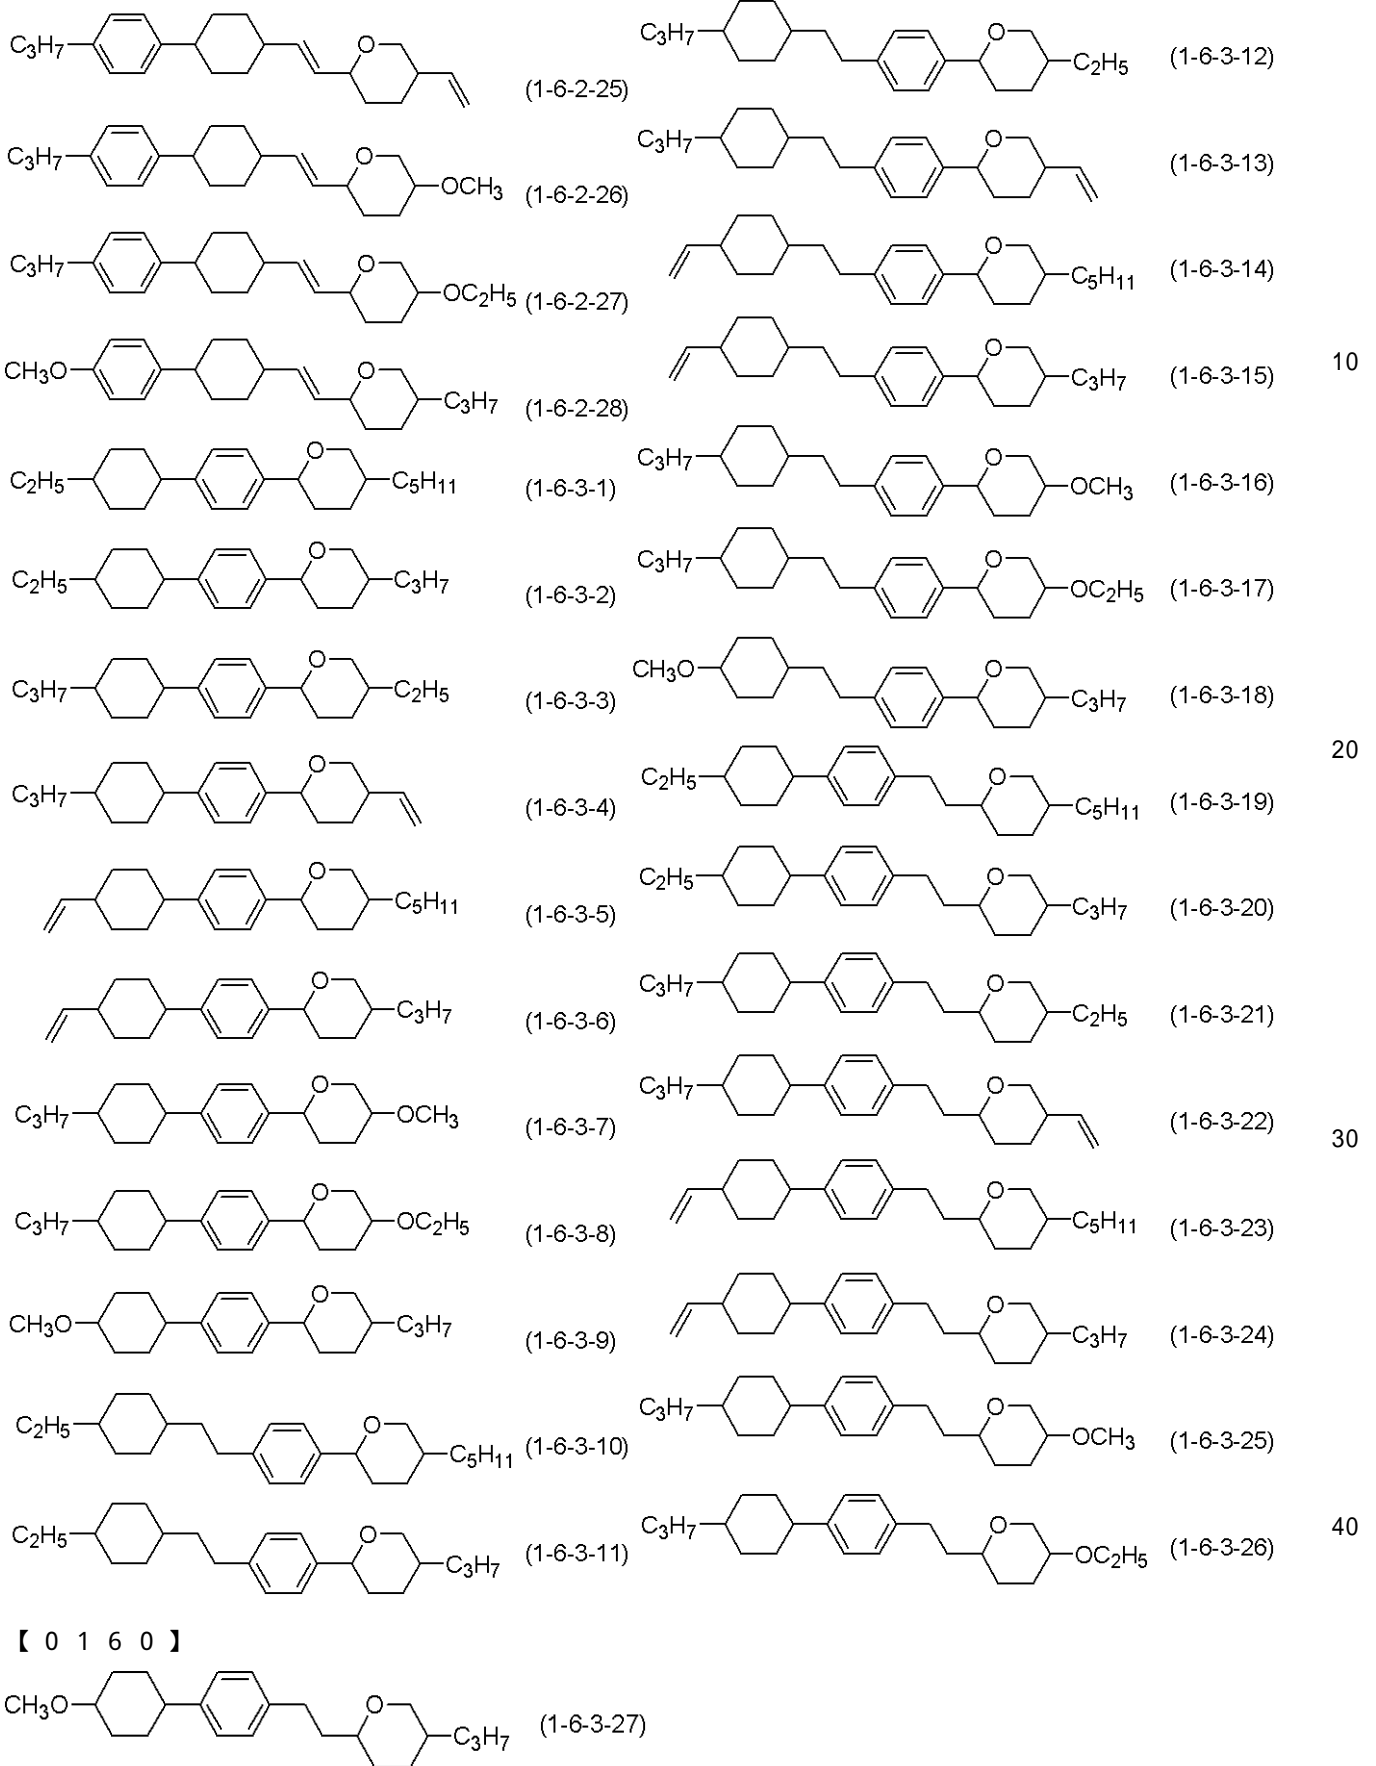 C3H7 O (1-6-2-25)
C3H7 O OCH3 (1-6-2-26)
C3H7 O OC2H5 (1-6-2-27)
CH3O O C3H7 (1-6-2-28)
C2H5 O C5H11 (1-6-3-1)
C2H5 O C3H7 (1-6-3-2)
C3H7 O C2H5 (1-6-3-3)
C3H7 O (1-6-3-4)
O C5H11 (1-6-3-5)
O C3H7 (1-6-3-6)
C3H7 O OCH3 (1-6-3-7)
C3H7 O OC2H5 (1-6-3-8)
CH3O O C3H7 (1-6-3-9)
C2H5 O C5H11 (1-6-3-10)
C2H5 O C3H7 (1-6-3-11)
C3H7 O C2H5 (1-6-3-12)
C3H7 O (1-6-3-13)
O C5H11 (1-6-3-14)
O C3H7 (1-6-3-15)
C3H7 O OCH3 (1-6-3-16)
C3H7 O OC2H5 (1-6-3-17)
CH3O O C3H7 (1-6-3-18)
C2H5 O C5H11 (1-6-3-19)
C2H5 O C3H7 (1-6-3-20)
C3H7 O C2H5 (1-6-3-21)
C3H7 O (1-6-3-22)
O C5H11 (1-6-3-23)
O C3H7 (1-6-3-24)
C3H7 O OCH3 (1-6-3-25)
C3H7 O OC2H5 (1-6-3-26)
10
20
30
40
【0160】
CH3O O C3H7 (1-6-3-27)